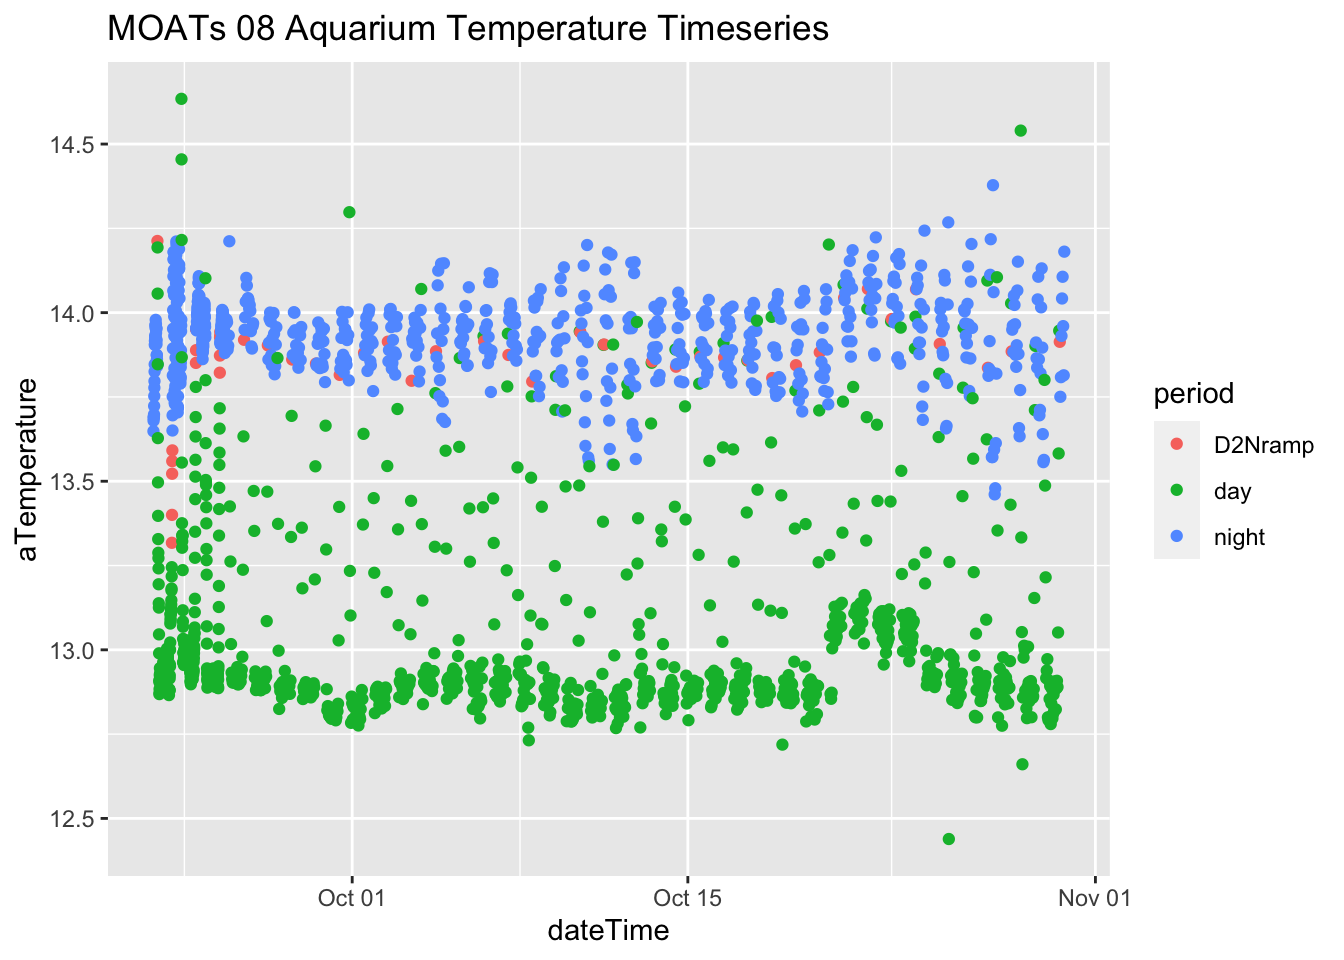 MOATs 08 Aquarium Temperature Timeseries
aTemperature
14.5
14.0
13.5
13.0
12.5
Oct 01
Oct 15
Nov 01
dateTime
period
D2Nramp
day
night